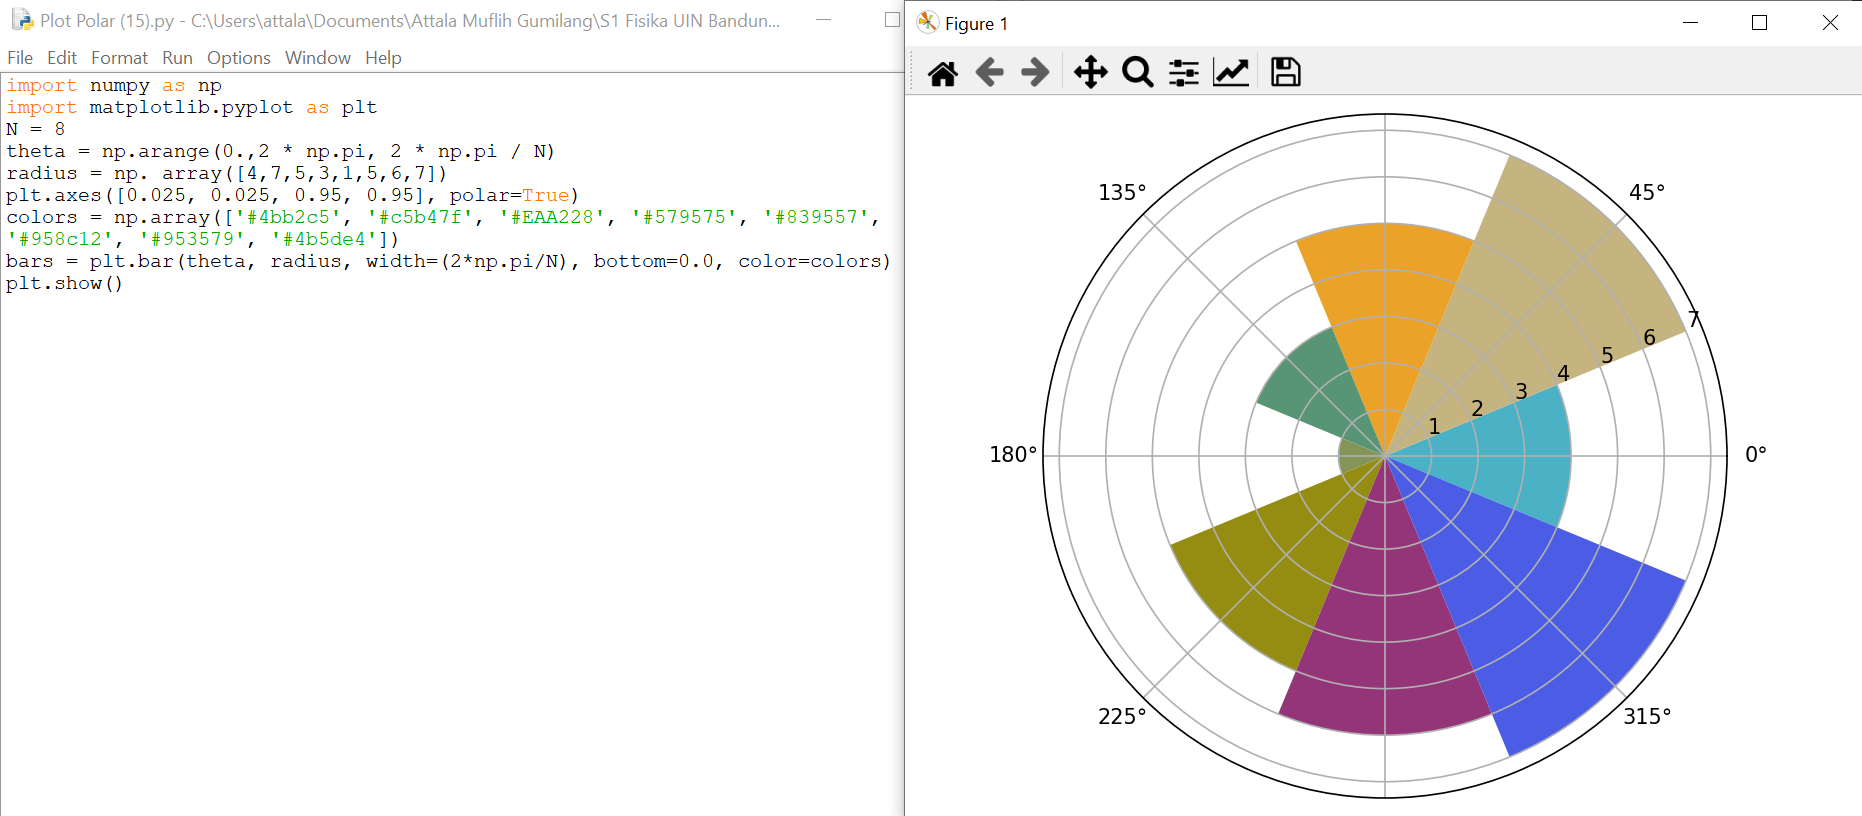 Plot Polar (15).py - C:\Users\attala\Documents\Attala Muflih Gumilang\S1 Fisika UIN Bandun...
File Edit Format Run Options Window Help
import numpy as np
import matplotlib.pyplot as plt
N = 8
theta = np.arange(0.,2 * np.pi, 2 * np.pi / N)
radius = np. array([4,7,5,3,1,5,6,7])
plt.axes([0.025, 0.025, 0.95, 0.95], polar=True)
colors = np.array(['#4bb2c5', '#c5b47f', '#EAA228', '#579575', '#839557',
'#958c12', '#953579', '#4b5de4'])
bars = plt.bar(theta, radius, width=(2*np.pi/N), bottom=0.0, color=colors)
plt.show()
Figure 1
135°
45°
7
6
5
4
3
2
1
180°
0°
225°
315°